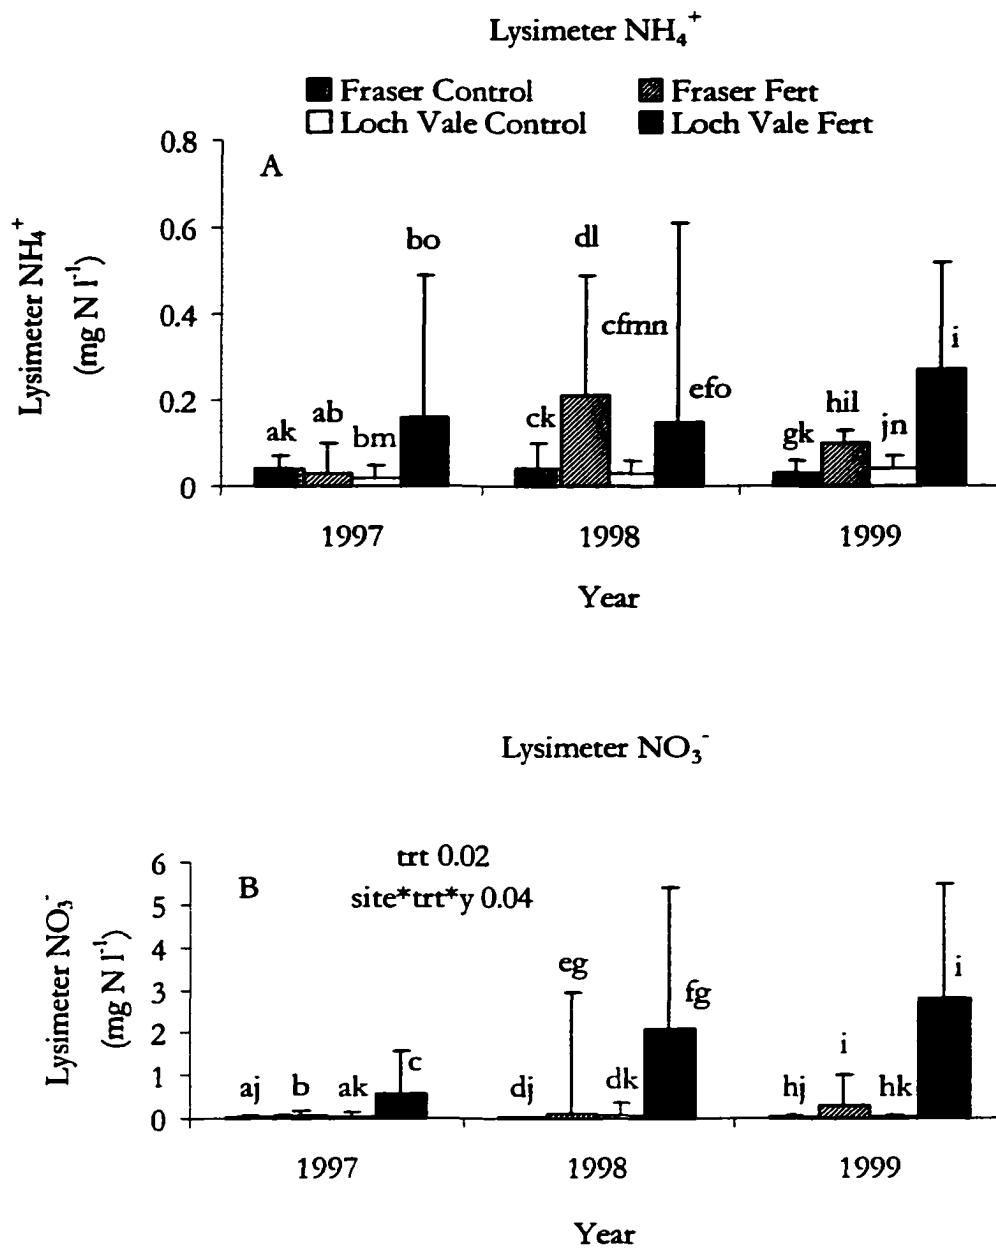 Lysimeter NH₄⁺
Fraser Control
Fraser Fert
Loch Vale Control
Loch Vale Fert
A
Lysimeter NH₄⁺
(mg N l⁻¹)
0.8
0.6
0.4
0.2
0
ak
ab
bm
bo
ck
dl
cfmn
efo
gk
hil
jn
i
1997
1998
1999
Year
Lysimeter NO₃⁻
B
trt 0.02
site*trt*y 0.04
Lysimeter NO₃⁻
(mg N l⁻¹)
6
5
4
3
2
1
0
aj
b
ak
c
dj
eg
dk
fg
hj
i
hk
i
1997
1998
1999
Year